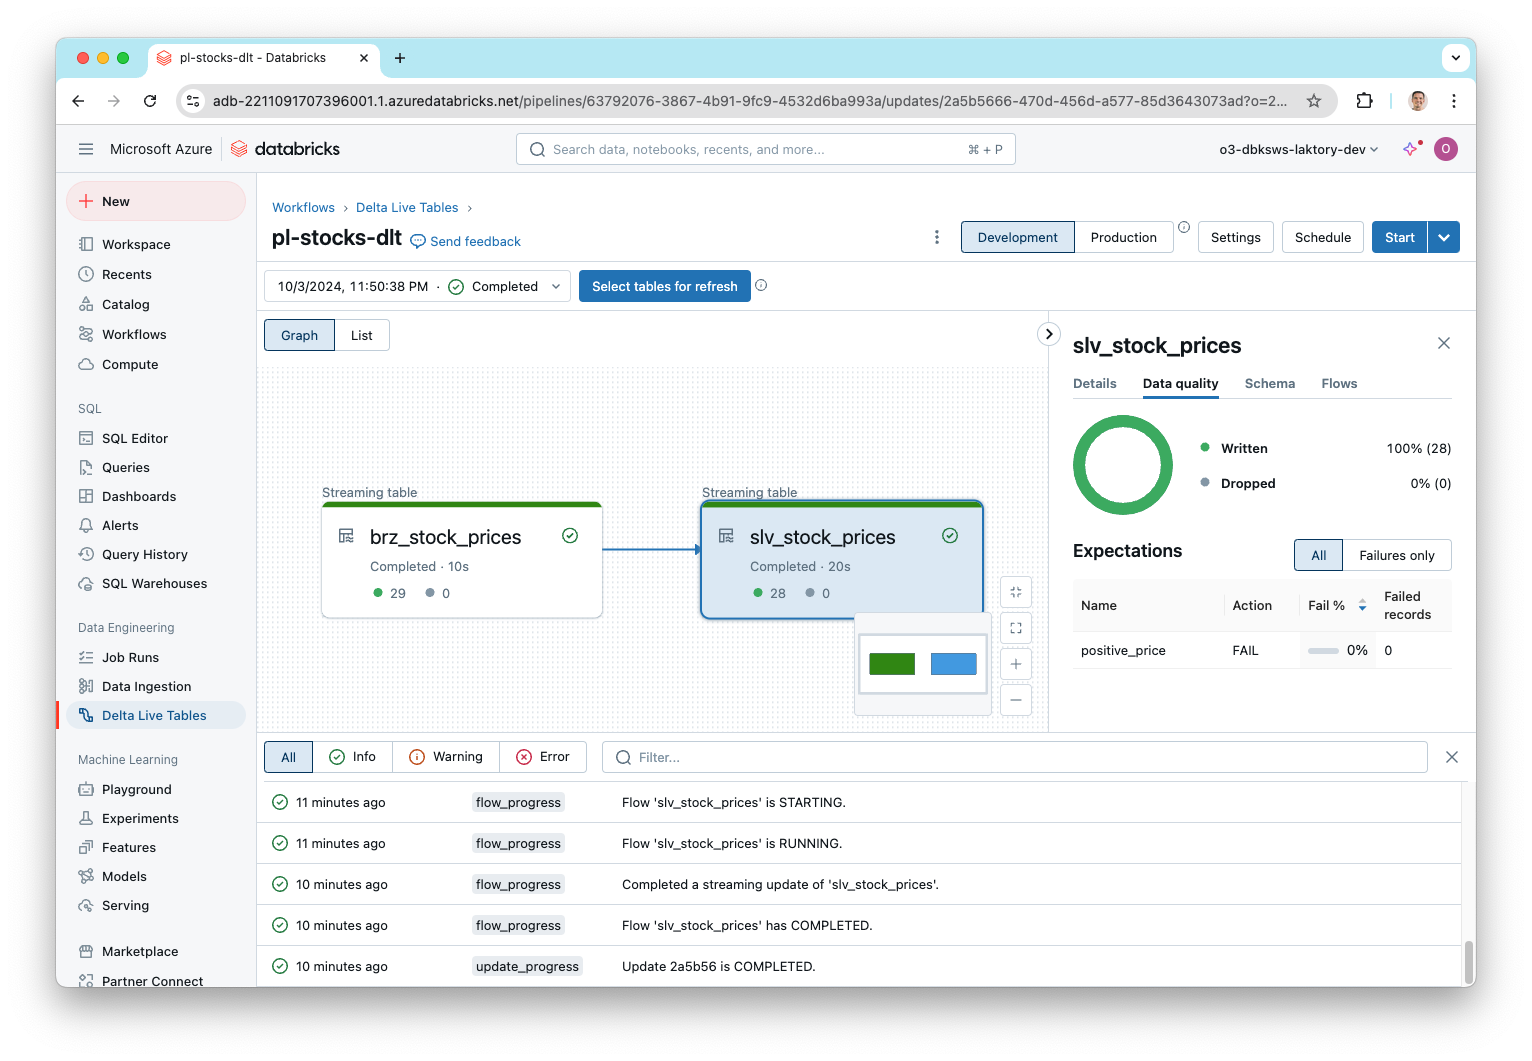 pl-stocks-dlt - Databricks
adb-2211091707396001.1.azuredatabricks.net/pipelines/63792076-3867-4b91-9fc9-4532d6ba993a/updates/2a5b5666-470d-456d-a577-85d3643073ad?o=2...
Microsoft Azure databricks
Search data, notebooks, recents, and more... ⌘ + P
o3-dbksws-laktory-dev
O
New
Workspace
Recents
Catalog
Workflows
Compute
SQL
SQL Editor
Queries
Dashboards
Alerts
Query History
SQL Warehouses
Data Engineering
Job Runs
Data Ingestion
Delta Live Tables
Machine Learning
Playground
Experiments
Features
Models
Serving
Marketplace
Partner Connect
Workflows › Delta Live Tables ›
pl-stocks-dlt Send feedback
Development Production Settings Schedule Start
10/3/2024, 11:50:38 PM · Completed Select tables for refresh
Graph List
Streaming table
brz_stock_prices
Completed · 10s
29 0
Streaming table
slv_stock_prices
Completed · 20s
28 0
slv_stock_prices
Details Data quality Schema Flows
Written 100% (28)
Dropped 0% (0)
Expectations All Failures only
Name Action Fail % Failed records
positive_price FAIL 0% 0
All Info Warning Error Filter...
11 minutes ago flow_progress Flow 'slv_stock_prices' is STARTING.
11 minutes ago flow_progress Flow 'slv_stock_prices' is RUNNING.
10 minutes ago flow_progress Completed a streaming update of 'slv_stock_prices'.
10 minutes ago flow_progress Flow 'slv_stock_prices' has COMPLETED.
10 minutes ago update_progress Update 2a5b56 is COMPLETED.